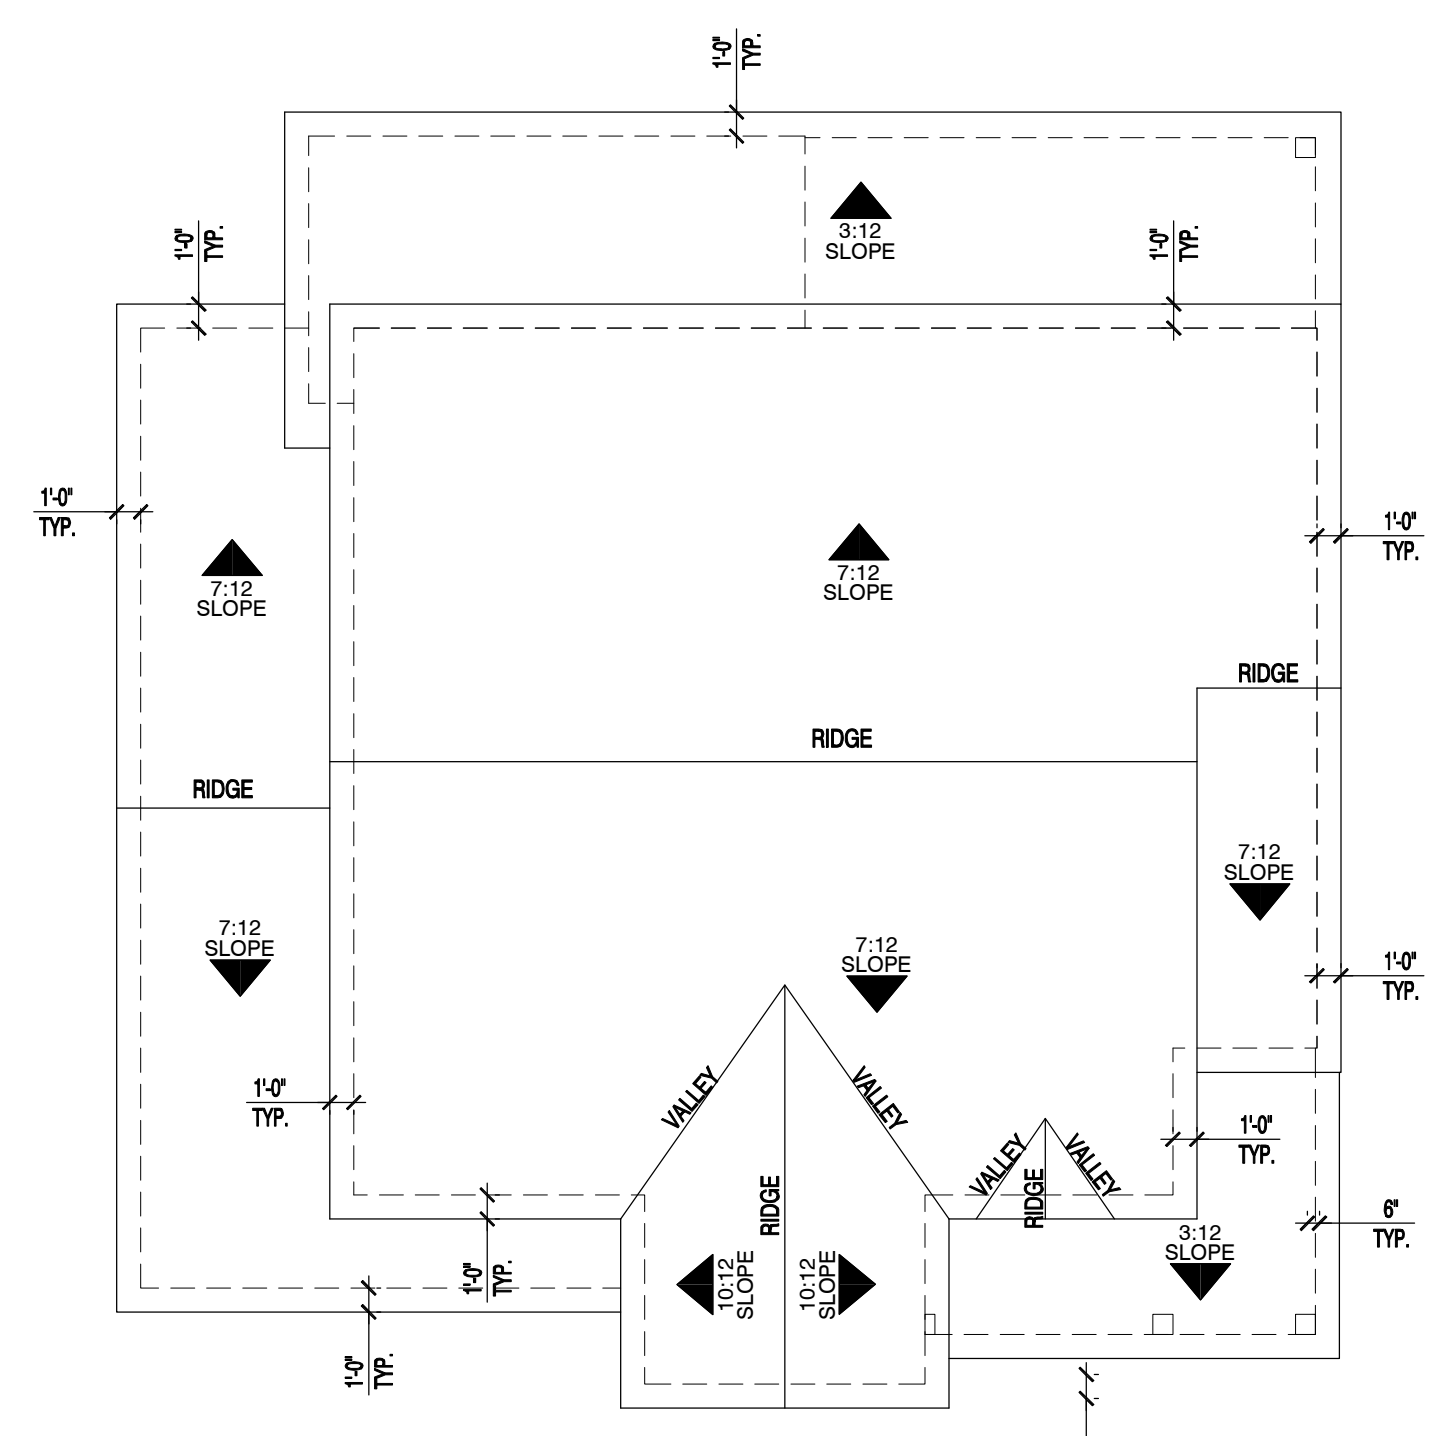 1'-0"
TYP.
3:12
SLOPE
1'-0"
TYP.
1'-0"
TYP.
1'-0"
TYP.
1'-0"
TYP.
7:12
SLOPE
7:12
SLOPE
RIDGE
RIDGE
RIDGE
7:12
SLOPE
7:12
SLOPE
7:12
SLOPE
1'-0"
TYP.
1'-0"
TYP.
VALLEY
VALLEY
1'-0"
TYP.
VALLEY
VALLEY
RIDGE
RIDGE
6"
TYP.
3:12
SLOPE
10:12
SLOPE
10:12
SLOPE
1'-0"
TYP.
1'-0"
TYP.